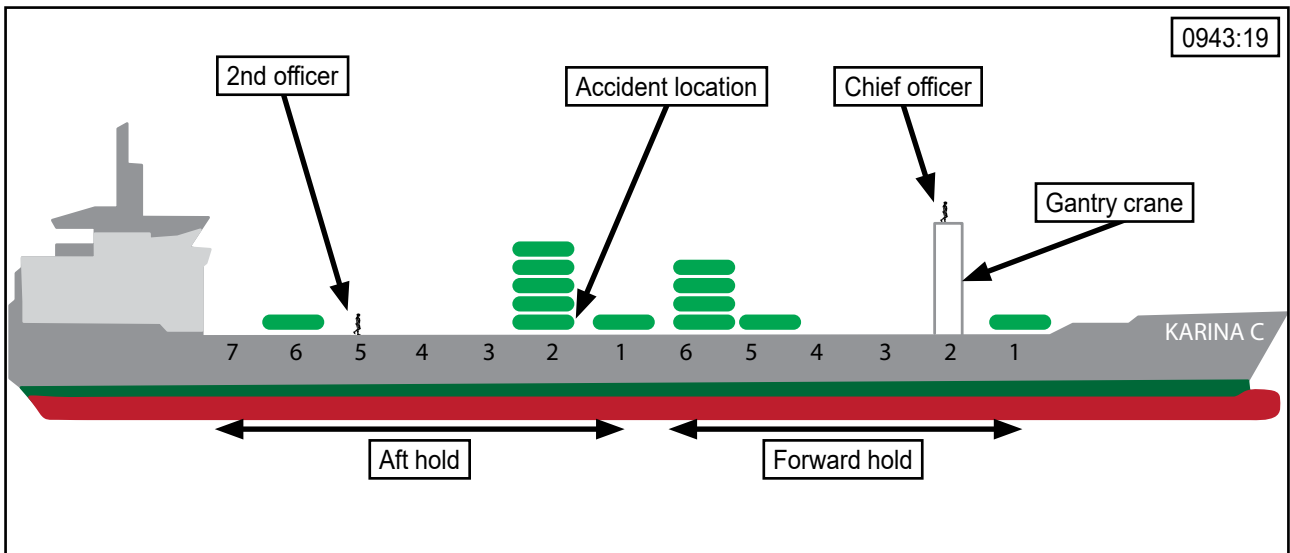 0943:19
2nd officer
Accident location
Chief officer
Gantry crane
KARINA C
7 6 5 4 3 2 1 6 5 4 3 2 1
Aft hold
Forward hold